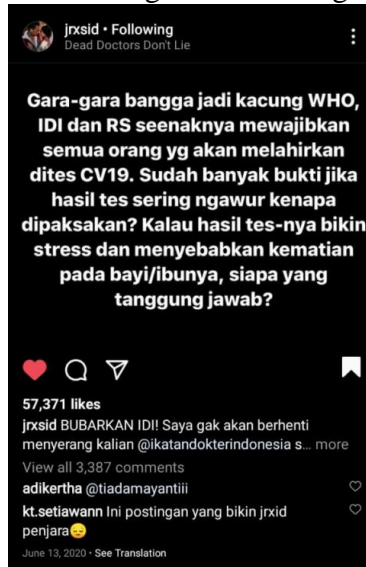 jrxsid • Following
Dead Doctors Don't Lie
Gara-gara bangga jadi kacung WHO,
IDI dan RS seenaknya mewajibkan
semua orang yg akan melahirkan
dites CV19. Sudah banyak bukti jika
hasil tes sering ngawur kenapa
dipaksakan? Kalau hasil tes-nya bikin
stress dan menyebabkan kematian
pada bayi/ibunya, siapa yang
tanggung jawab?
57,371 likes
jrxsid BUBARKAN IDI! Saya gak akan berhenti
menyerang kalian @ikatandokterindonesia s... more
View all 3,387 comments
adikertha @tiadamayantiii
kt.setiawann Ini postingan yang bikin jrxid
penjara😔
June 13, 2020 • See Translation